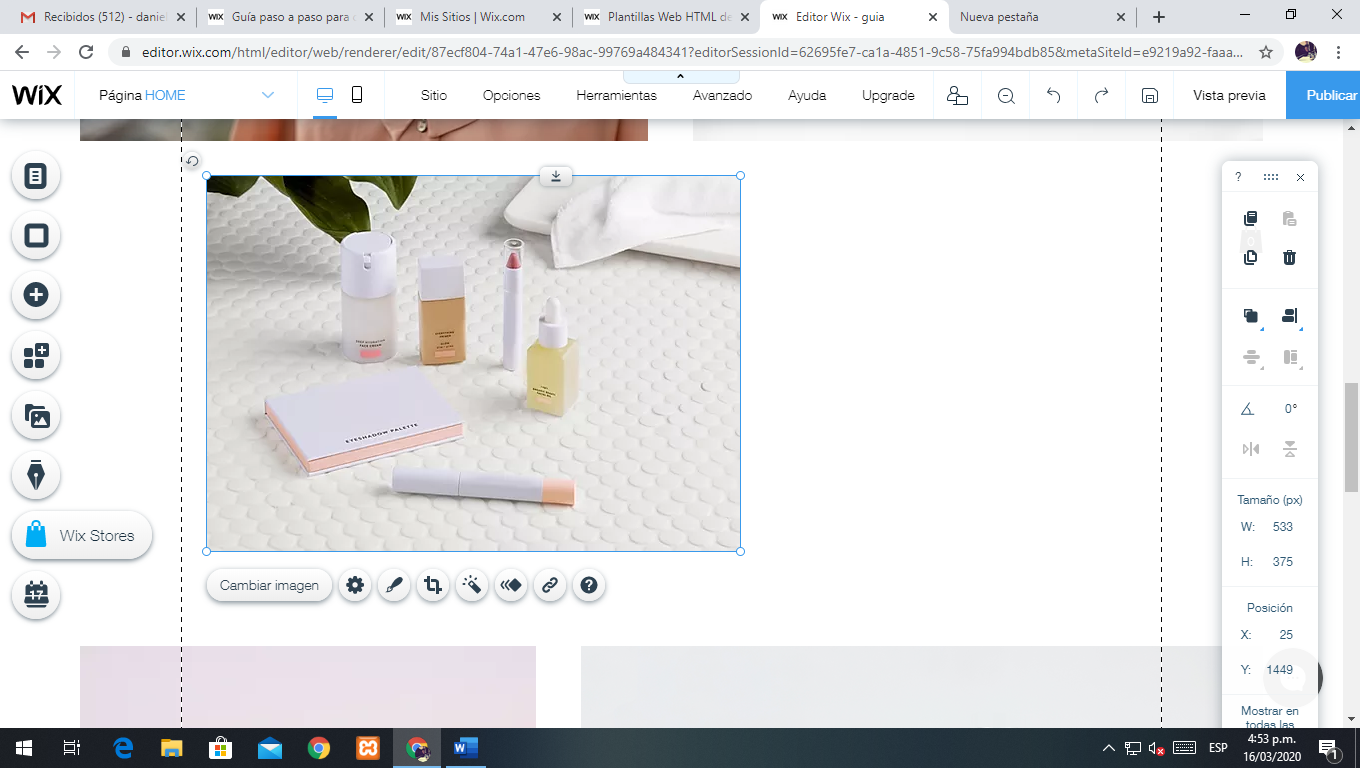 Recibidos (512) - daniel
Guía paso a paso para c
Mis Sitios | Wix.com
Plantillas Web HTML de
Editor Wix - guia
Nueva pestaña
editor.wix.com/html/editor/web/renderer/edit/87ecf804-74a1-47e6-98ac-99769a484341?editorSessionId=62695fe7-ca1a-4851-9c58-75fa994bdb85&metaSiteId=e9219a92-faaa...
WiX
Página HOME
Sitio
Opciones
Herramientas
Avanzado
Ayuda
Upgrade
Vista previa
Publicar
?
0°
Tamaño (px)
W: 533
H: 375
Posición
X: 25
Y: 1449
Mostrar en
todas las
EYESHADOW PALETTE
Wix Stores
17
Cambiar imagen
?
ESP
4:53 p.m.
16/03/2020
1